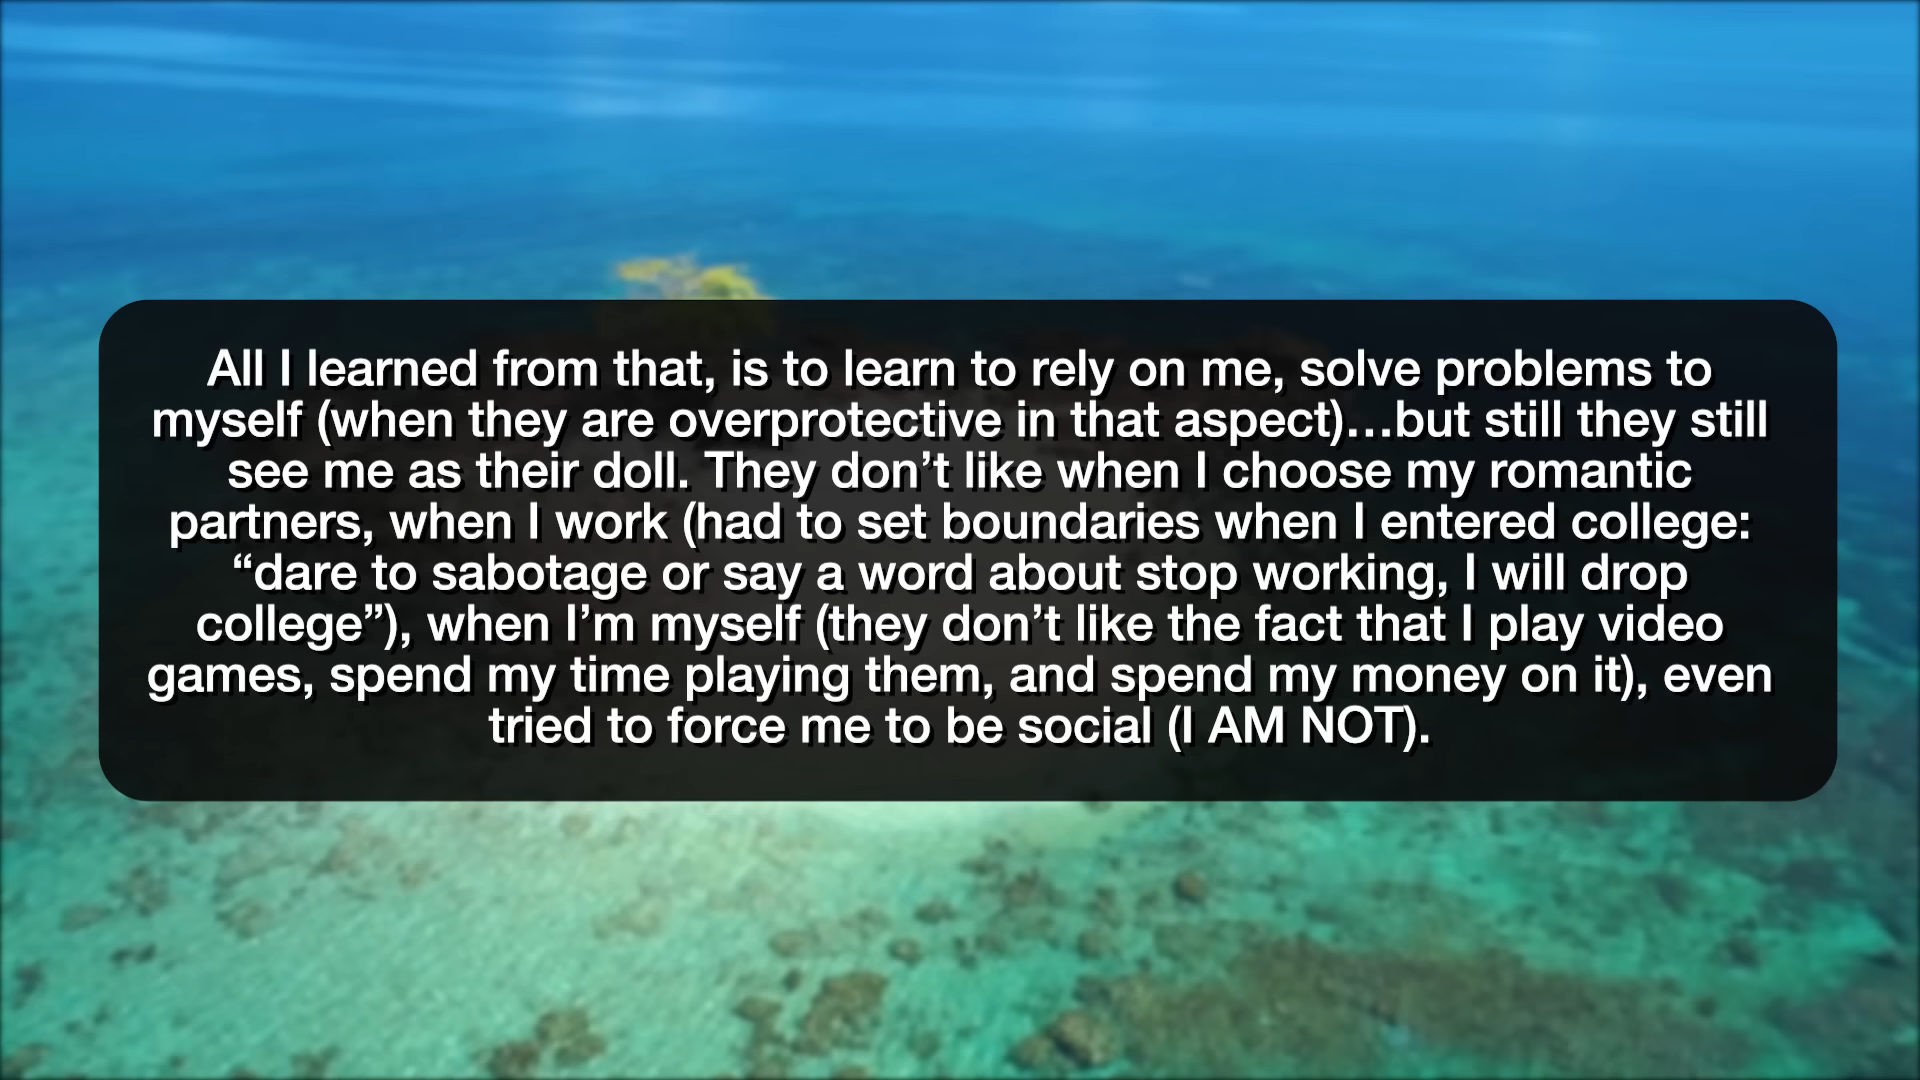 All I learned from that, is to learn to rely on me, solve problems to
myself (when they are overprotective in that aspect)…but still they still
see me as their doll. They don’t like when I choose my romantic
partners, when I work (had to set boundaries when I entered college:
“dare to sabotage or say a word about stop working, I will drop
college”), when I’m myself (they don’t like the fact that I play video
games, spend my time playing them, and spend my money on it), even
tried to force me to be social (I AM NOT).